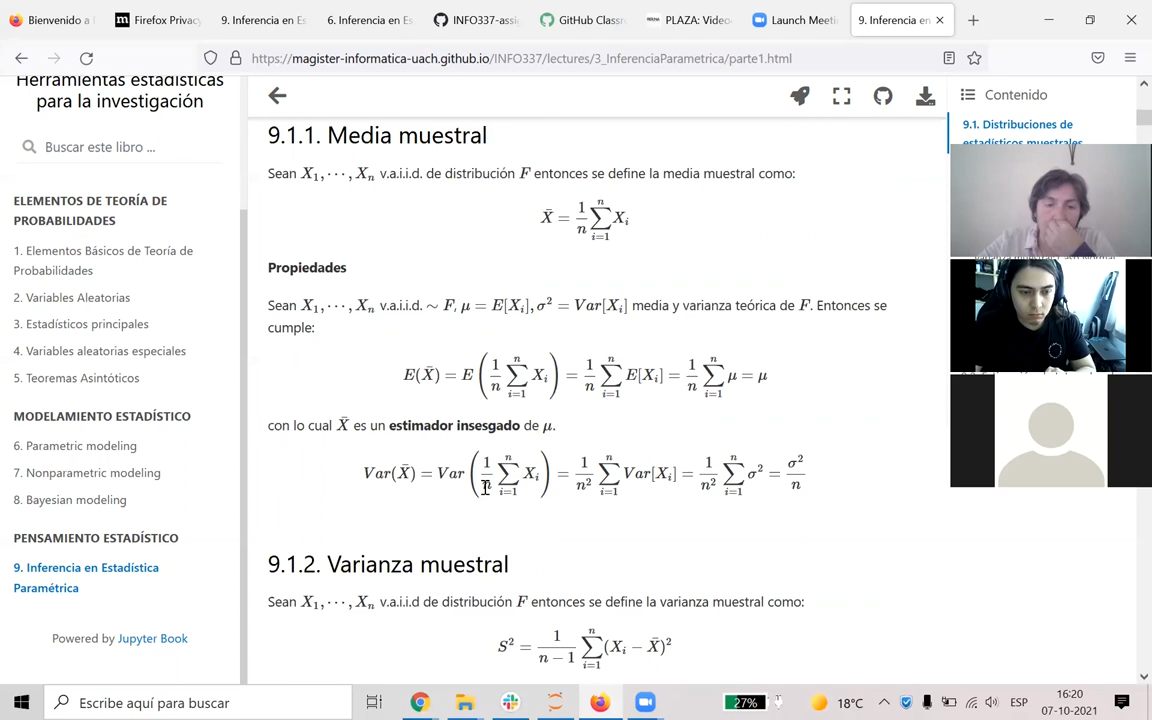 Bienvenido a
Firefox Privacy
9. Inferencia en Es
6. Inferencia en Es
INFO337-assig
GitHub Classro
PLAZA: Video
Launch Meeti
9. Inferencia en
https://magister-informatica-uach.github.io/INFO337/lectures/3_InferenciaParametrica/parte1.html
Herramientas estadísticas
para la investigación
Buscar este libro ...
ELEMENTOS DE TEORÍA DE
PROBABILIDADES
1. Elementos Básicos de Teoría de
Probabilidades
2. Variables Aleatorias
3. Estadísticos principales
4. Variables aleatorias especiales
5. Teoremas Asintóticos
MODELAMIENTO ESTADÍSTICO
6. Parametric modeling
7. Nonparametric modeling
8. Bayesian modeling
PENSAMIENTO ESTADÍSTICO
9. Inferencia en Estadística
Paramétrica
Powered by Jupyter Book
9.1.1. Media muestral
Sean X₁, ⋯, Xₙ v.a.i.i.d. de distribución F entonces se define la media muestral como:
X̄ = 1/n ∑ᵢ₌₁ⁿ Xᵢ
Propiedades
Sean X₁, ⋯, Xₙ v.a.i.i.d. ∼ F, μ = E[Xᵢ], σ² = Var[Xᵢ] media y varianza teórica de F. Entonces se
cumple:
E(X̄) = E(1/n ∑ᵢ₌₁ⁿ Xᵢ) = 1/n ∑ᵢ₌₁ⁿ E[Xᵢ] = 1/n ∑ᵢ₌₁ⁿ μ = μ
con lo cual X̄ es un estimador insesgado de μ.
Var(X̄) = Var(1/n ∑ᵢ₌₁ⁿ Xᵢ) = 1/n² ∑ᵢ₌₁ⁿ Var[Xᵢ] = 1/n² ∑ᵢ₌₁ⁿ σ² = σ²/n
9.1.2. Varianza muestral
Sean X₁, ⋯, Xₙ v.a.i.i.d de distribución F entonces se define la varianza muestral como:
S² = 1/(n − 1) ∑ᵢ₌₁ⁿ (Xᵢ − X̄)²
Contenido
9.1. Distribuciones de
estadísticos muestrales
Escribe aquí para buscar
27%
18°C
ESP
16:20
07-10-2021